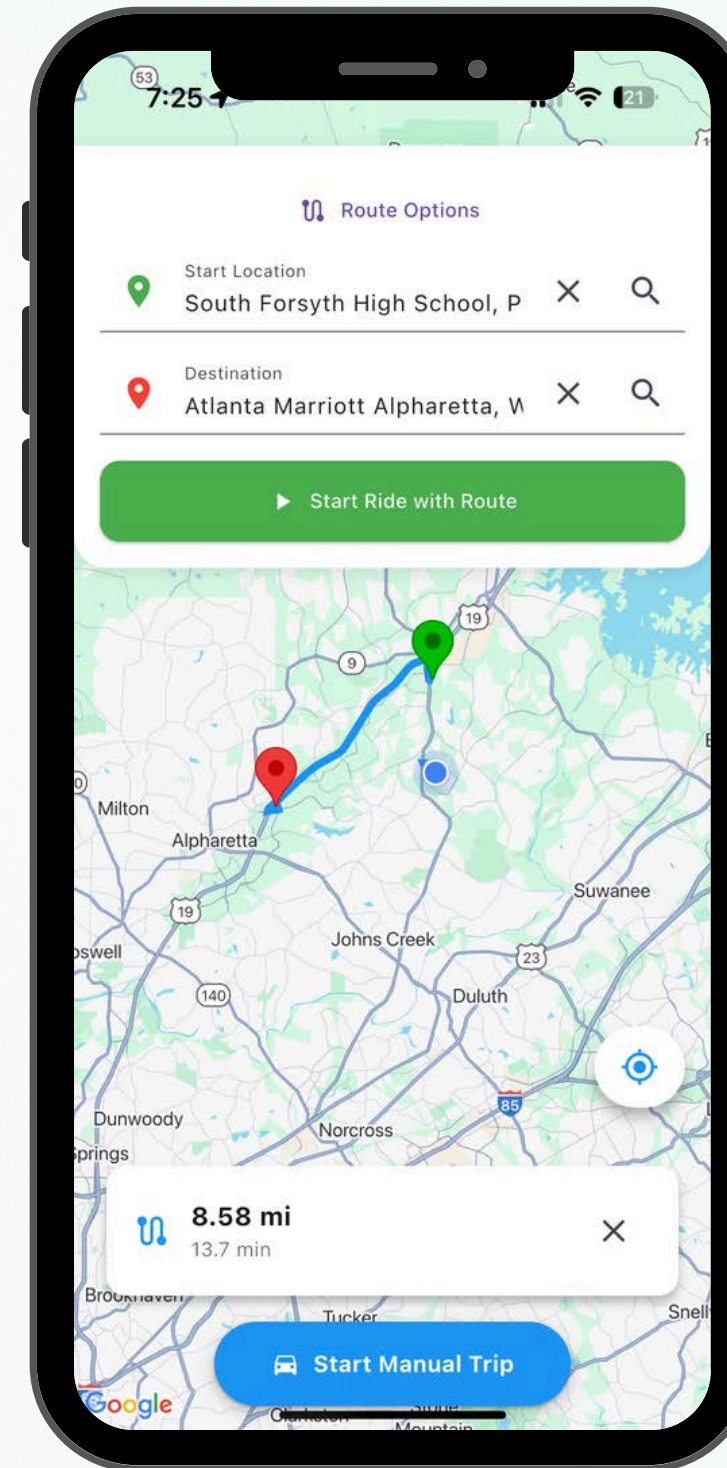 53
7:25
21
Route Options
Start Location
South Forsyth High School, P
Destination
Atlanta Marriott Alpharetta, W
Start Ride with Route
19
9
Milton
Alpharetta
Suwanee
19
Johns Creek
23
140
Duluth
85
Dunwoody
Norcross
8.58 mi
13.7 min
Tucker
Start Manual Trip
Google